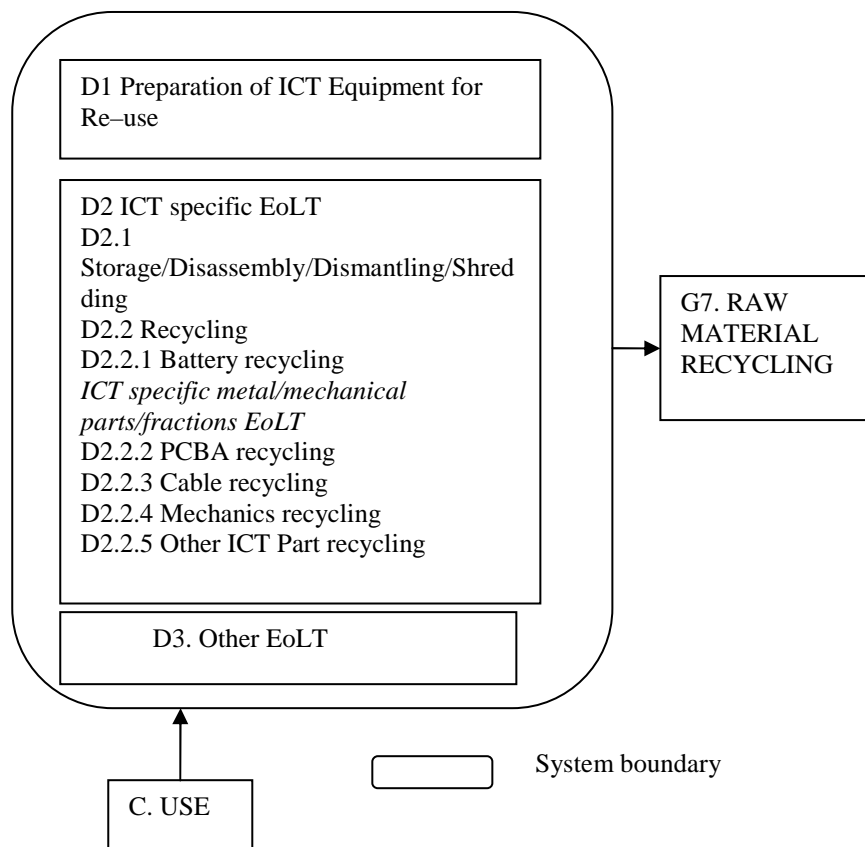 D1 Preparation of ICT Equipment for
Re–use
D2 ICT specific EoLT
D2.1
Storage/Disassembly/Dismantling/Shred
ding
D2.2 Recycling
D2.2.1 Battery recycling
ICT specific metal/mechanical
parts/fractions EoLT
D2.2.2 PCBA recycling
D2.2.3 Cable recycling
D2.2.4 Mechanics recycling
D2.2.5 Other ICT Part recycling
D3. Other EoLT
G7. RAW
MATERIAL
RECYCLING
C. USE
System boundary